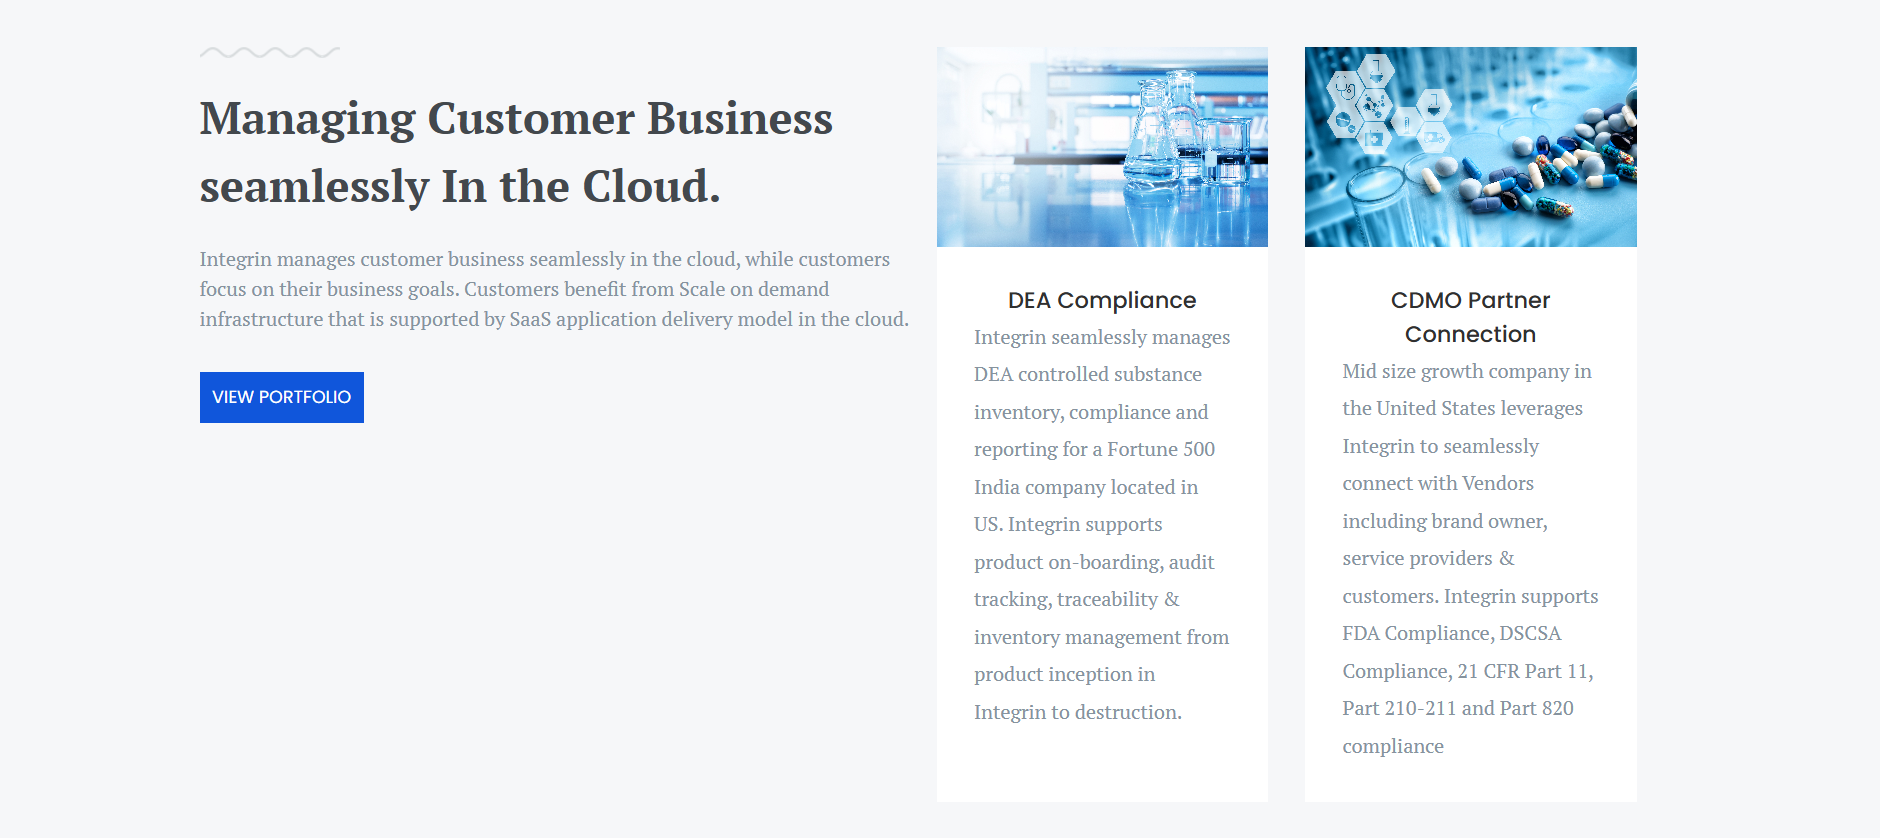 Managing Customer Business
seamlessly In the Cloud.
Integrin manages customer business seamlessly in the cloud, while customers
focus on their business goals. Customers benefit from Scale on demand
infrastructure that is supported by SaaS application delivery model in the cloud.
VIEW PORTFOLIO
DEA Compliance
Integrin seamlessly manages
DEA controlled substance
inventory, compliance and
reporting for a Fortune 500
India company located in
US. Integrin supports
product on-boarding, audit
tracking, traceability &
inventory management from
product inception in
Integrin to destruction.
CDMO Partner
Connection
Mid size growth company in
the United States leverages
Integrin to seamlessly
connect with Vendors
including brand owner,
service providers &
customers. Integrin supports
FDA Compliance, DSCSA
Compliance, 21 CFR Part 11,
Part 210-211 and Part 820
compliance